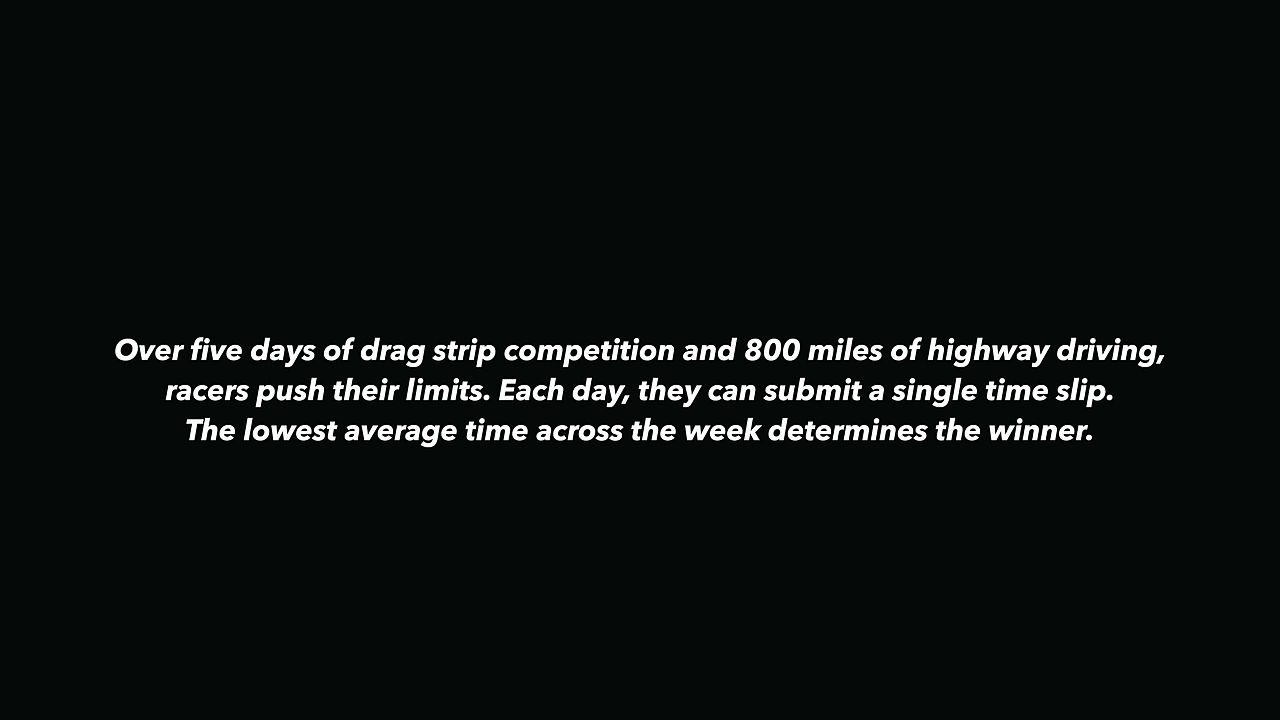 Over five days of drag strip competition and 800 miles of highway driving,
racers push their limits. Each day, they can submit a single time slip.
The lowest average time across the week determines the winner.